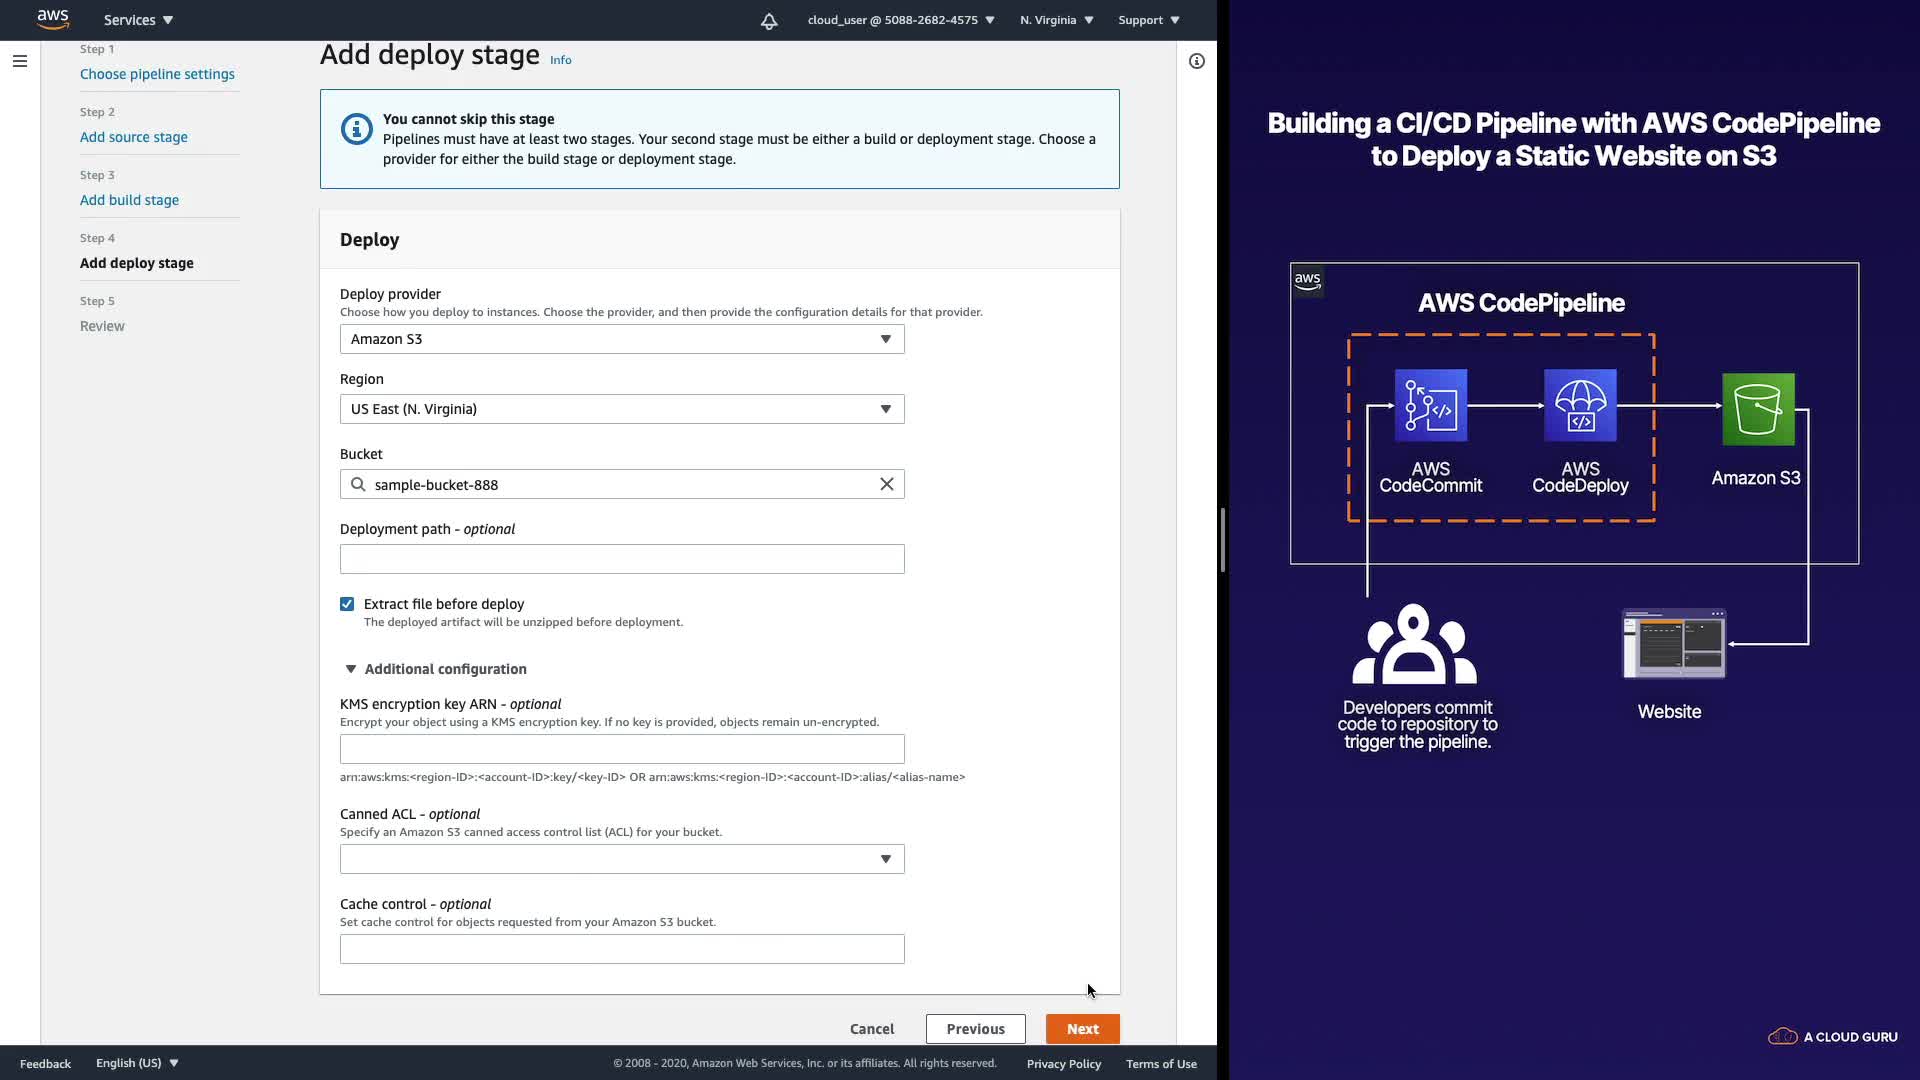 aws
Services
cloud_user @ 5088-2682-4575
N. Virginia
Support
Step 1
Choose pipeline settings
Step 2
Add source stage
Step 3
Add build stage
Step 4
Add deploy stage
Step 5
Review
Add deploy stage Info
You cannot skip this stage
Pipelines must have at least two stages. Your second stage must be either a build or deployment stage. Choose a
provider for either the build stage or deployment stage.
Deploy
Deploy provider
Choose how you deploy to instances. Choose the provider, and then provide the configuration details for that provider.
Amazon S3
Region
US East (N. Virginia)
Bucket
sample-bucket-888
Deployment path - optional
Extract file before deploy
The deployed artifact will be unzipped before deployment.
Additional configuration
KMS encryption key ARN - optional
Encrypt your object using a KMS encryption key. If no key is provided, objects remain un-encrypted.
arn:aws:kms:<region-ID>:<account-ID>:key/<key-ID> OR arn:aws:kms:<region-ID>:<account-ID>:alias/<alias-name>
Canned ACL - optional
Specify an Amazon S3 canned access control list (ACL) for your bucket.
Cache control - optional
Set cache control for objects requested from your Amazon S3 bucket.
Cancel
Previous
Next
Feedback
English (US)
© 2008 - 2020, Amazon Web Services, Inc. or its affiliates. All rights reserved.
Privacy Policy
Terms of Use
Building a CI/CD Pipeline with AWS CodePipeline
to Deploy a Static Website on S3
aws
AWS CodePipeline
AWS
CodeCommit
AWS
CodeDeploy
Amazon S3
Developers commit
code to repository to
trigger the pipeline.
Website
A CLOUD GURU